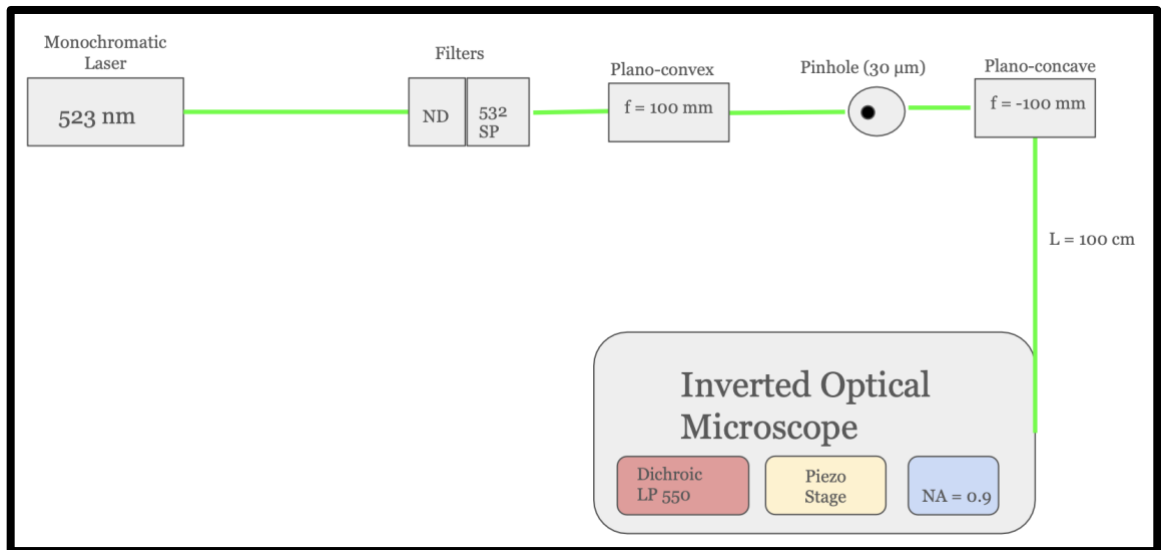 Monochromatic
Laser
523 nm
Filters
ND
532
SP
Plano-convex
f = 100 mm
Pinhole (30 μm)
Plano-concave
f = -100 mm
L = 100 cm
Inverted Optical
Microscope
Dichroic
LP 550
Piezo
Stage
NA = 0.9